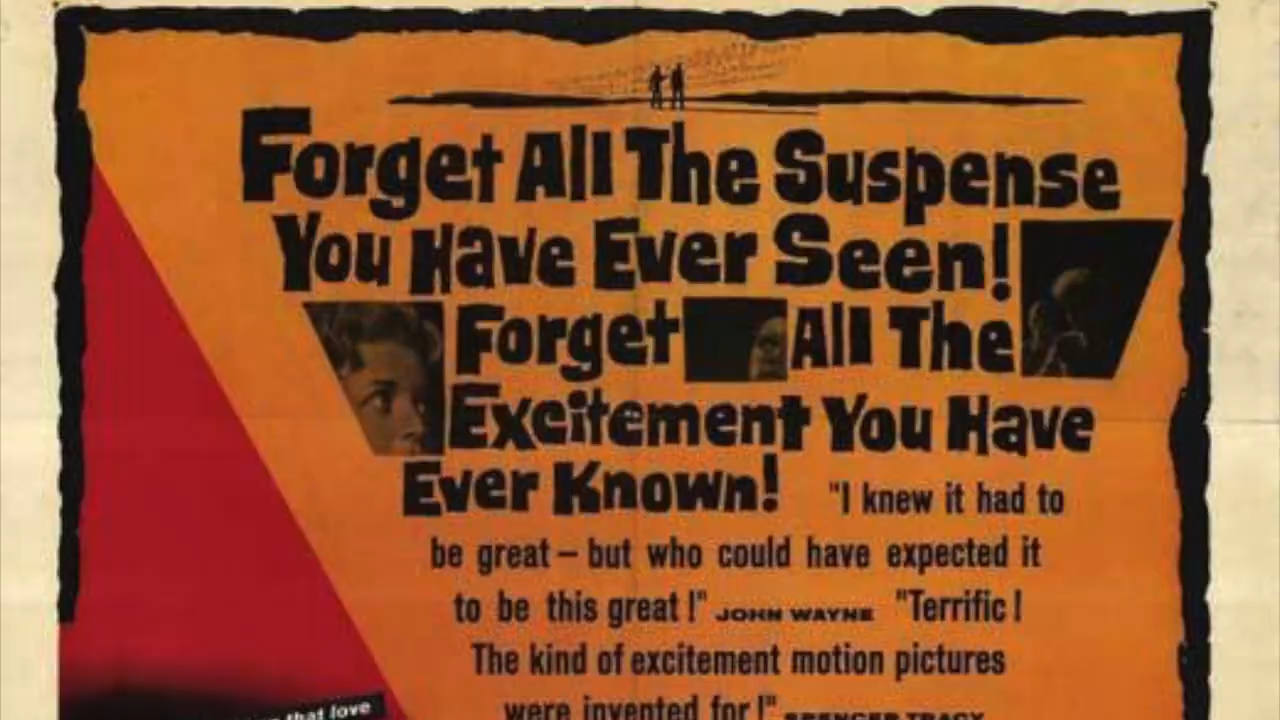 Forget All The Suspense
You Have Ever Seen!
Forget All The
Excitement You Have
Ever Known! "I knew it had to
be great – but who could have expected it
to be this great!" JOHN WAYNE "Terrific!
The kind of excitement motion pictures
were invented for!" SPENCER TRACY
that love